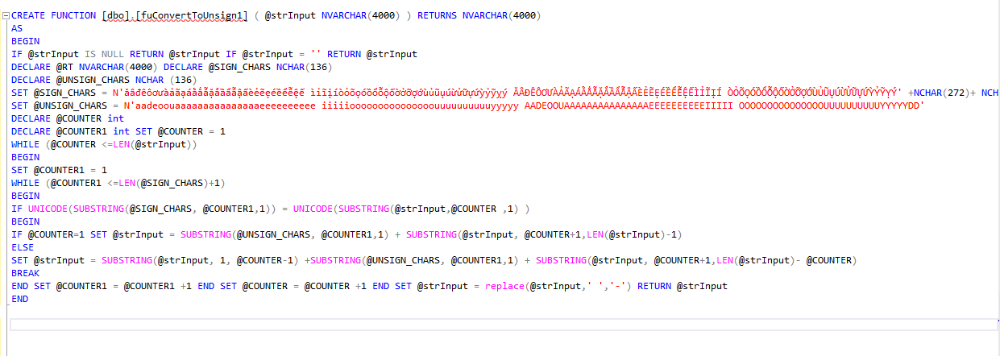 CREATE FUNCTION [dbo].[fuConvertToUnsign1] ( @strInput NVARCHAR(4000) ) RETURNS NVARCHAR(4000)
AS
BEGIN
IF @strInput IS NULL RETURN @strInput IF @strInput = '' RETURN @strInput
DECLARE @RT NVARCHAR(4000) DECLARE @SIGN_CHARS NCHAR(136)
DECLARE @UNSIGN_CHARS NCHAR (136)
SET @SIGN_CHARS = N'ăâđêôơưàảãạáằẳẵặắầẩẫậấèẻẽẹéềểễệế ìỉĩịíòỏõọóồổỗộốờởỡợớùủũụúừửữựứỳỷỹỵý ĂÂĐÊÔƠƯÀẢÃẠÁẰẲẴẶẮẦẨẪẬẤÈẺẼẸÉỀỂỄỆẾÌỈĨỊÍ ÒỎÕỌÓỒỔỖỘỐỜỞỠỢỚÙỦŨỤÚỪỬỮỰỨỲỶỸỴÝ' +NCHAR(272)+ NCH
SET @UNSIGN_CHARS = N'aadeoouaaaaaaaaaaaaaaaeeeeeeeeee iiiiiooooooooooooooouuuuuuuuuuyyyyy AADEOOUAAAAAAAAAAAAAAAEEEEEEEEEEIIIII OOOOOOOOOOOOOOOUUUUUUUUUUYYYYYDD'
DECLARE @COUNTER int
DECLARE @COUNTER1 int SET @COUNTER = 1
WHILE (@COUNTER <=LEN(@strInput))
BEGIN
SET @COUNTER1 = 1
WHILE (@COUNTER1 <=LEN(@SIGN_CHARS)+1)
BEGIN
IF UNICODE(SUBSTRING(@SIGN_CHARS, @COUNTER1,1)) = UNICODE(SUBSTRING(@strInput,@COUNTER ,1) )
BEGIN
IF @COUNTER=1 SET @strInput = SUBSTRING(@UNSIGN_CHARS, @COUNTER1,1) + SUBSTRING(@strInput, @COUNTER+1,LEN(@strInput)-1)
ELSE
SET @strInput = SUBSTRING(@strInput, 1, @COUNTER-1) +SUBSTRING(@UNSIGN_CHARS, @COUNTER1,1) + SUBSTRING(@strInput, @COUNTER+1,LEN(@strInput)- @COUNTER)
BREAK
END SET @COUNTER1 = @COUNTER1 +1 END SET @COUNTER = @COUNTER +1 END SET @strInput = replace(@strInput,' ','-') RETURN @strInput
END